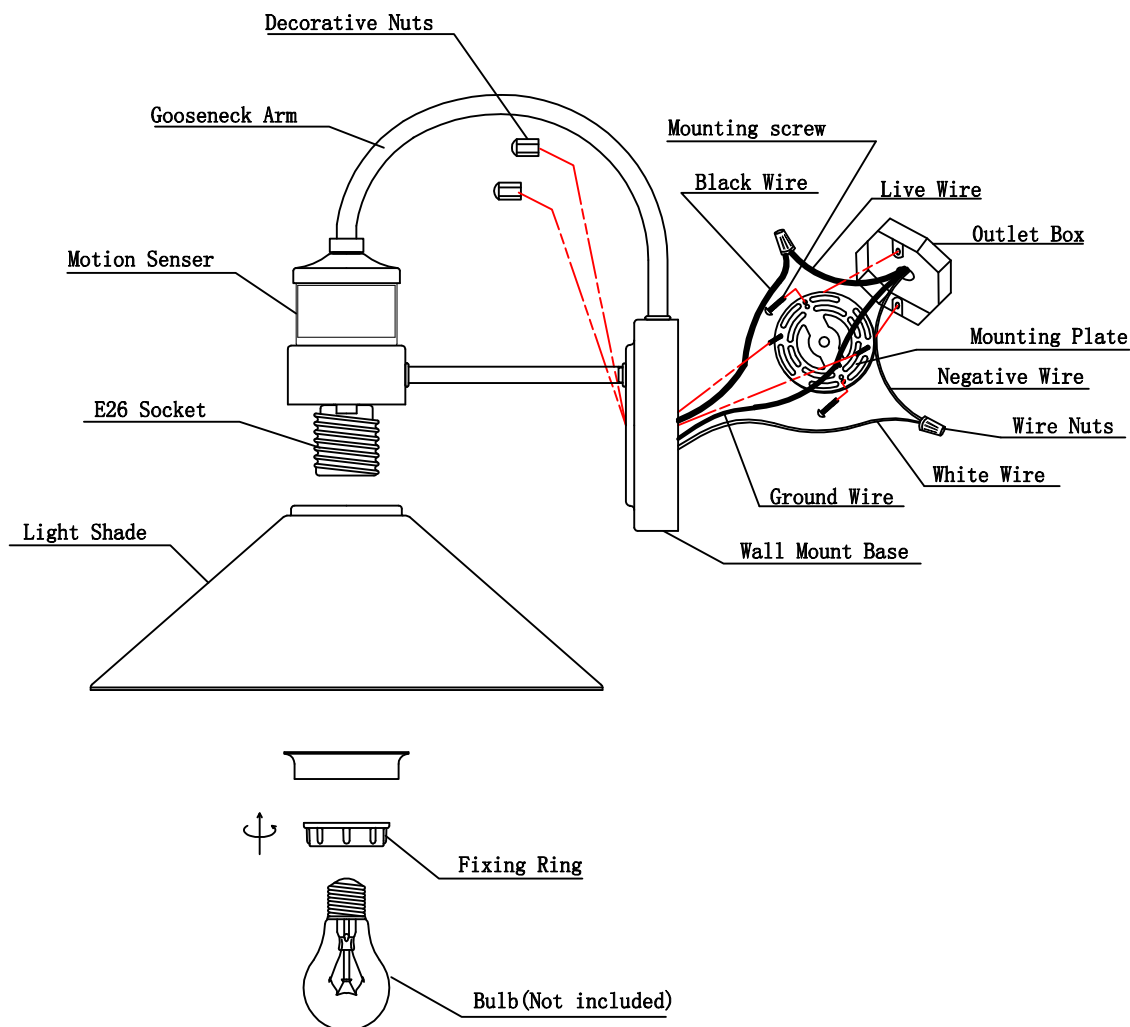 Decorative Nuts
Gooseneck Arm
Mounting screw
Black Wire
Live Wire
Outlet Box
Motion Senser
Mounting Plate
Negative Wire
E26 Socket
Wire Nuts
White Wire
Ground Wire
Light Shade
Wall Mount Base
Fixing Ring
Bulb(Not included)